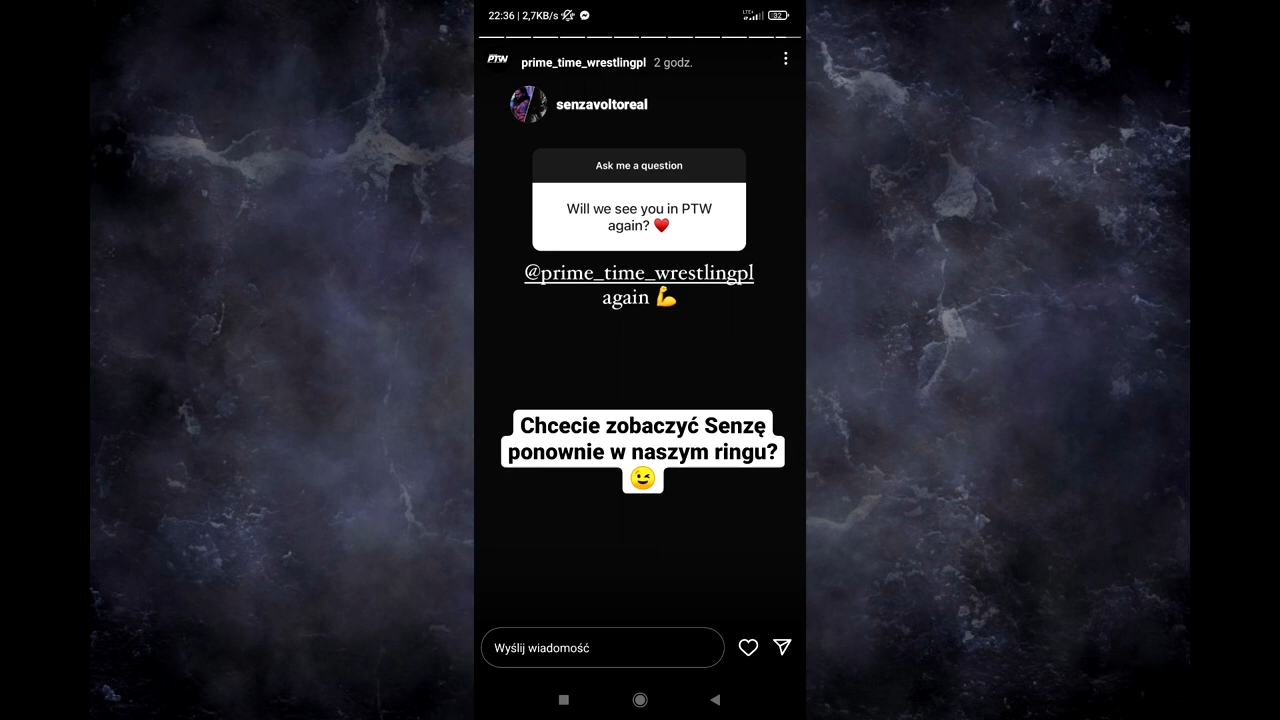 22:36 | 2,7KB/s
LTE+
32
PTW
prime_time_wrestlingpl 2 godz.
senzavoltoreal
Ask me a question
Will we see you in PTW
again? ❤️
@prime_time_wrestlingpl
again 💪
Chcecie zobaczyć Senzę
ponownie w naszym ringu?
😉
Wyślij wiadomość